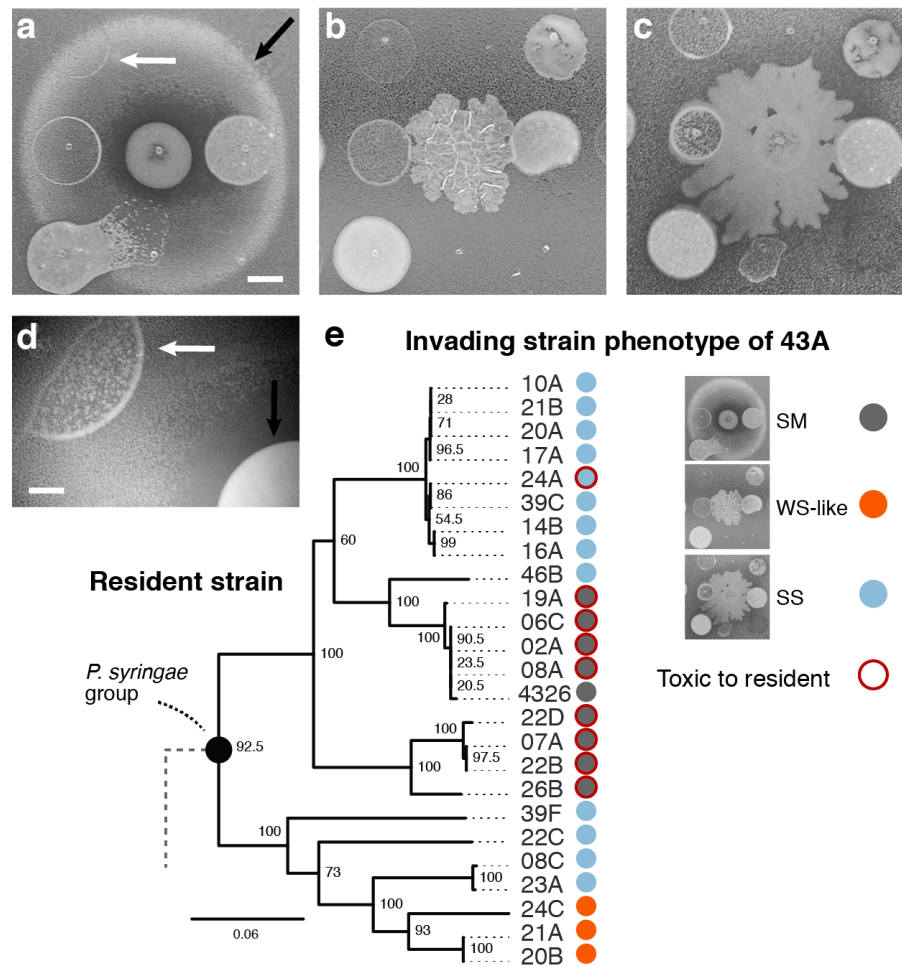 a
b
c
d
e
Invading strain phenotype of 43A
10A
28
21B
71
20A
96.5
17A
100
24A
86
39C
54.5
14B
99
16A
60
46B
100
19A
100
06C
90.5
02A
23.5
08A
20.5
4326
100
22D
100
07A
97.5
22B
100
26B
Resident strain
P. syringae
group
92.5
39F
100
22C
73
08C
100
23A
100
24C
93
21A
100
20B
0.06
SM
WS-like
SS
Toxic to resident